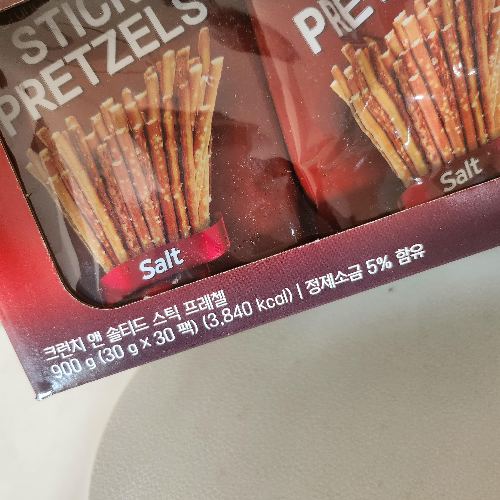 STICK
PRETZELS
PRE
Salt
Salt
크런치 앤 솔티드 스틱 프레첼
900 g (30 g x 30 팩) (3,840 kcal) | 정제소금 5% 함유